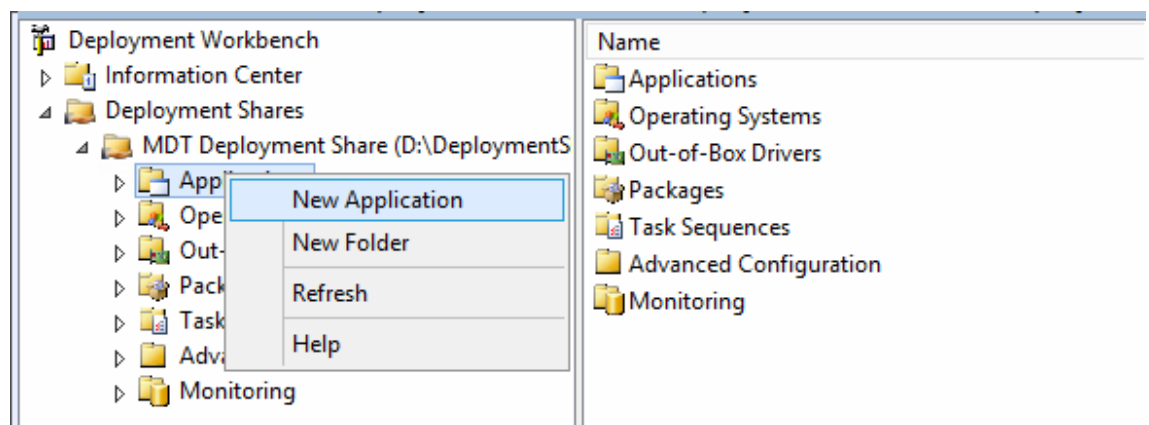 Deployment Workbench
Information Center
Deployment Shares
MDT Deployment Share (D:\DeploymentS
App
Ope
Out-
Pack
Task
Adva
Monitoring
New Application
New Folder
Refresh
Help
Name
Applications
Operating Systems
Out-of-Box Drivers
Packages
Task Sequences
Advanced Configuration
Monitoring